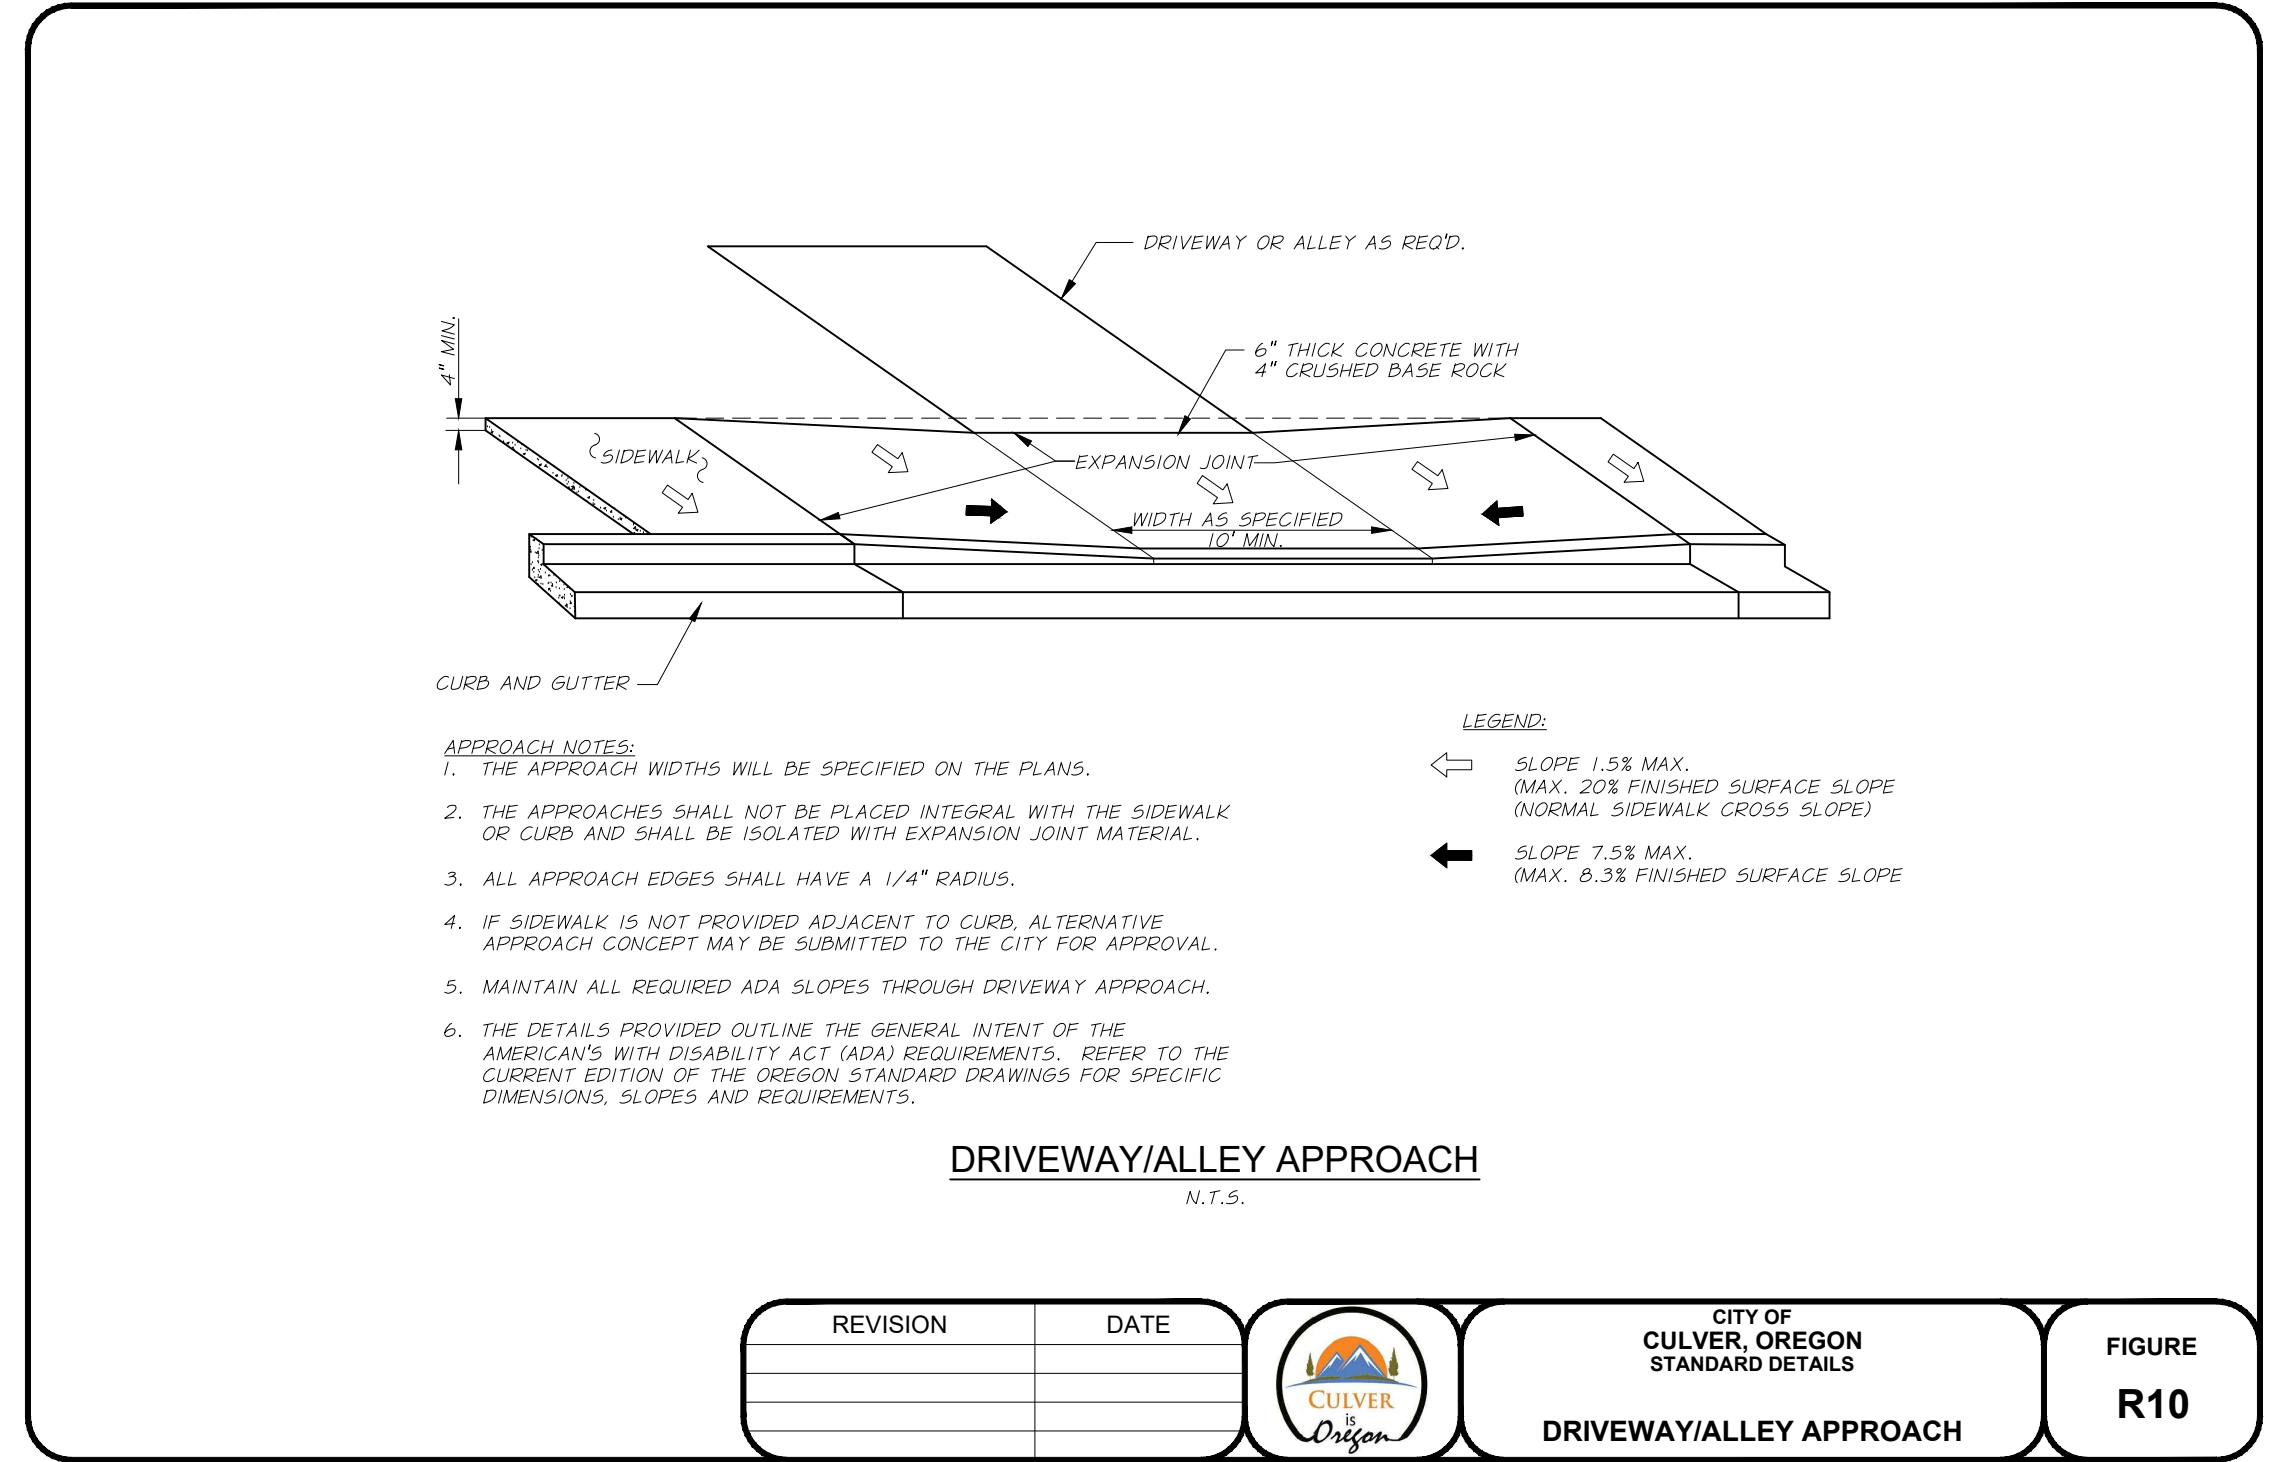 DRIVEWAY OR ALLEY AS REQ'D.
4" MIN.
6" THICK CONCRETE WITH
4" CRUSHED BASE ROCK
SIDEWALK
EXPANSION JOINT
WIDTH AS SPECIFIED
10' MIN.
CURB AND GUTTER
APPROACH NOTES:
1. THE APPROACH WIDTHS WILL BE SPECIFIED ON THE PLANS.
2. THE APPROACHES SHALL NOT BE PLACED INTEGRAL WITH THE SIDEWALK
OR CURB AND SHALL BE ISOLATED WITH EXPANSION JOINT MATERIAL.
3. ALL APPROACH EDGES SHALL HAVE A 1/4" RADIUS.
4. IF SIDEWALK IS NOT PROVIDED ADJACENT TO CURB, ALTERNATIVE
APPROACH CONCEPT MAY BE SUBMITTED TO THE CITY FOR APPROVAL.
5. MAINTAIN ALL REQUIRED ADA SLOPES THROUGH DRIVEWAY APPROACH.
6. THE DETAILS PROVIDED OUTLINE THE GENERAL INTENT OF THE
AMERICAN'S WITH DISABILITY ACT (ADA) REQUIREMENTS. REFER TO THE
CURRENT EDITION OF THE OREGON STANDARD DRAWINGS FOR SPECIFIC
DIMENSIONS, SLOPES AND REQUIREMENTS.
LEGEND:
SLOPE 1.5% MAX.
(MAX. 20% FINISHED SURFACE SLOPE
(NORMAL SIDEWALK CROSS SLOPE)
SLOPE 7.5% MAX.
(MAX. 8.3% FINISHED SURFACE SLOPE
DRIVEWAY/ALLEY APPROACH
N.T.S.
REVISION DATE
CULVER
is
Oregon
CITY OF
CULVER, OREGON
STANDARD DETAILS
DRIVEWAY/ALLEY APPROACH
FIGURE
R10